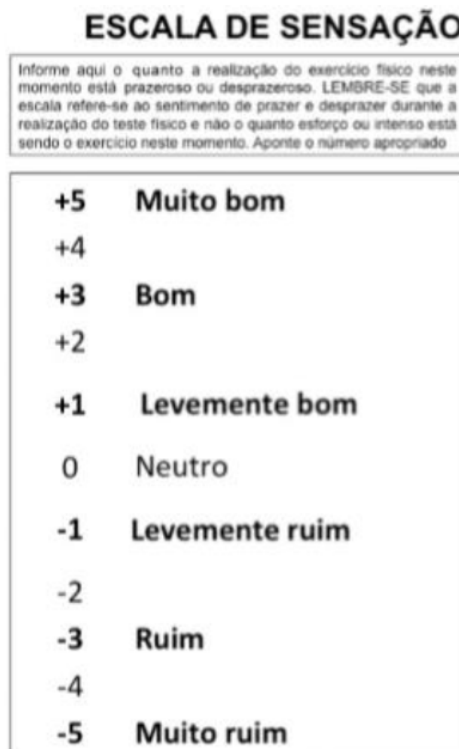 ESCALA DE SENSAÇÃO
Informe aqui o quanto a realização do exercício físico neste
momento está prazeroso ou desprazeroso. LEMBRE-SE que a
escala refere-se ao sentimento de prazer e desprazer durante a
realização do teste físico e não o quanto esforço ou intenso está
sendo o exercício neste momento. Aponte o número apropriado
+5 Muito bom
+4
+3 Bom
+2
+1 Levemente bom
0 Neutro
-1 Levemente ruim
-2
-3 Ruim
-4
-5 Muito ruim